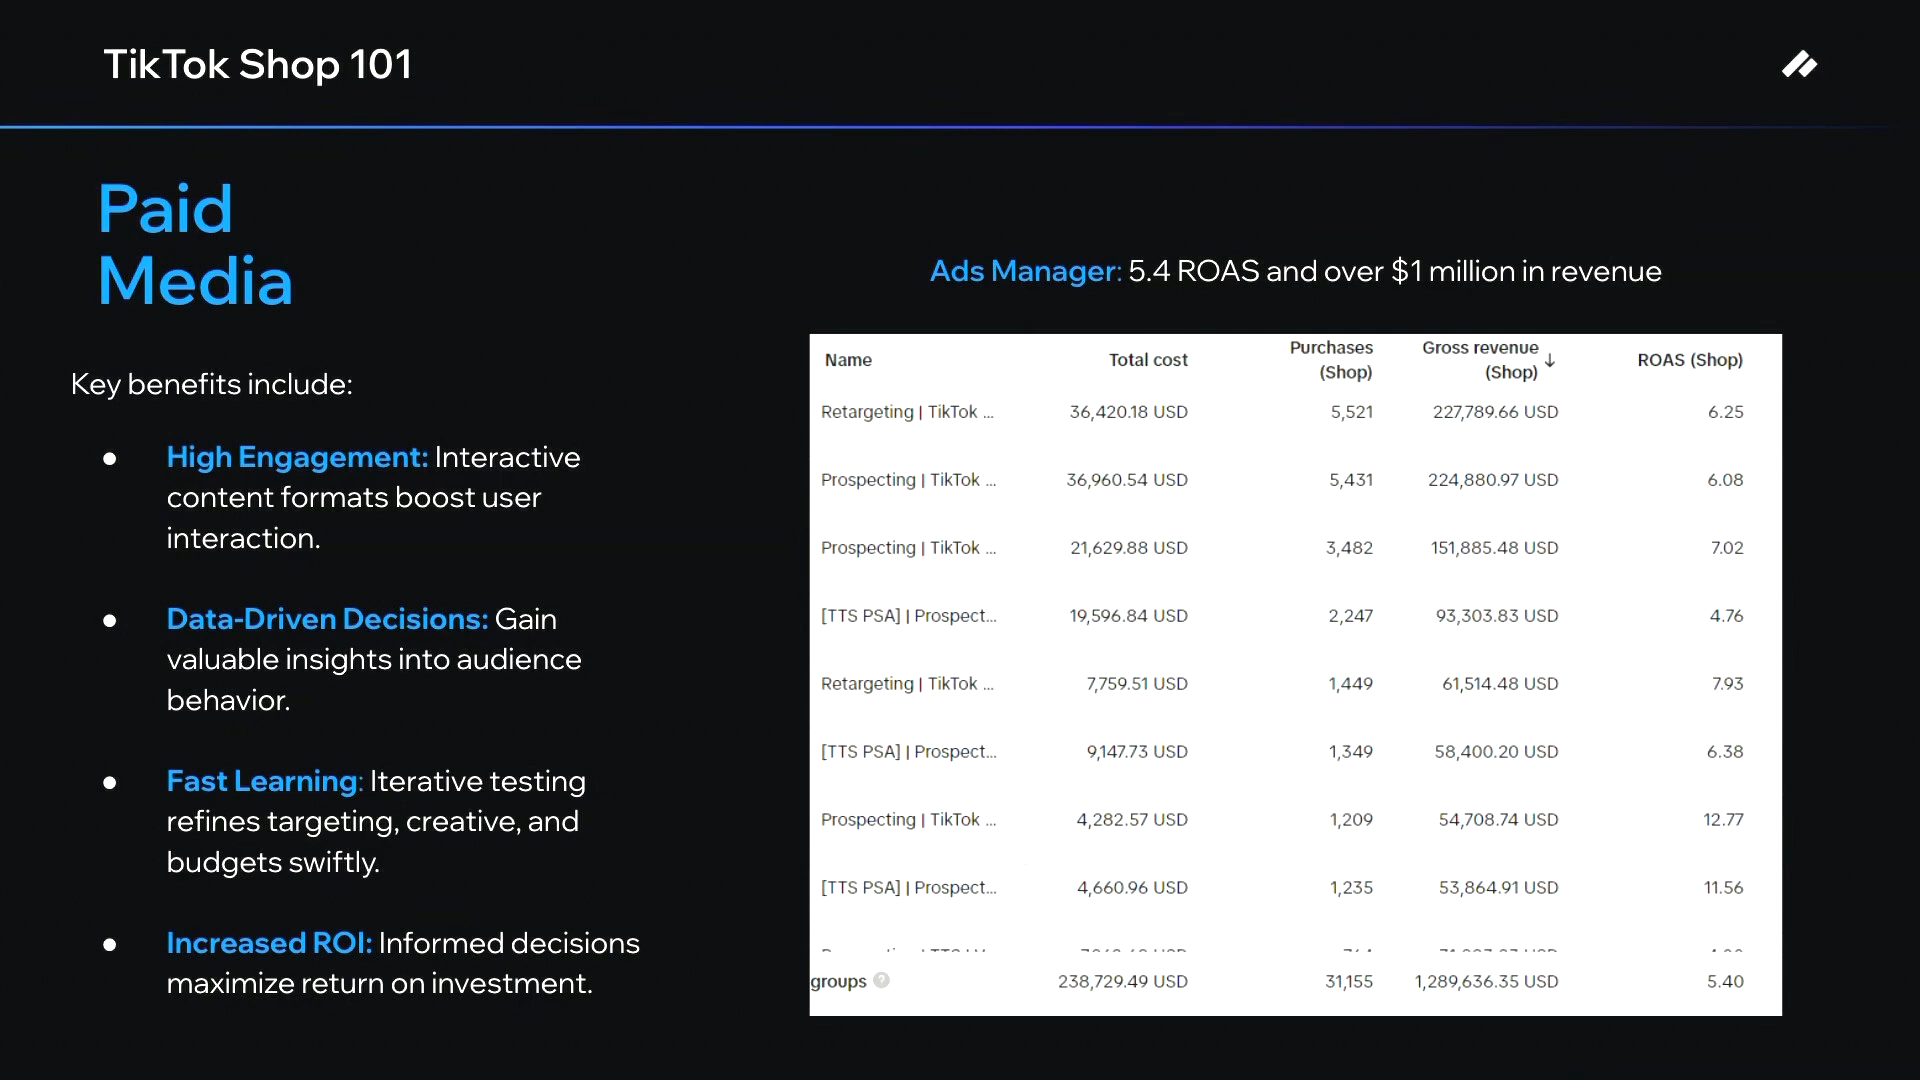 TikTok Shop 101
Paid
Media
Key benefits include:
● High Engagement: Interactive
content formats boost user
interaction.
● Data-Driven Decisions: Gain
valuable insights into audience
behavior.
● Fast Learning: Iterative testing
refines targeting, creative, and
budgets swiftly.
● Increased ROI: Informed decisions
maximize return on investment.
Ads Manager: 5.4 ROAS and over $1 million in revenue
Name Total cost Purchases (Shop) Gross revenue (Shop) ↓ ROAS (Shop)
Retargeting | TikTok ... 36,420.18 USD 5,521 227,789.66 USD 6.25
Prospecting | TikTok ... 36,960.54 USD 5,431 224,880.97 USD 6.08
Prospecting | TikTok ... 21,629.88 USD 3,482 151,885.48 USD 7.02
[TTS PSA] | Prospect... 19,596.84 USD 2,247 93,303.83 USD 4.76
Retargeting | TikTok ... 7,759.51 USD 1,449 61,514.48 USD 7.93
[TTS PSA] | Prospect... 9,147.73 USD 1,349 58,400.20 USD 6.38
Prospecting | TikTok ... 4,282.57 USD 1,209 54,708.74 USD 12.77
[TTS PSA] | Prospect... 4,660.96 USD 1,235 53,864.91 USD 11.56
groups ? 238,729.49 USD 31,155 1,289,636.35 USD 5.40